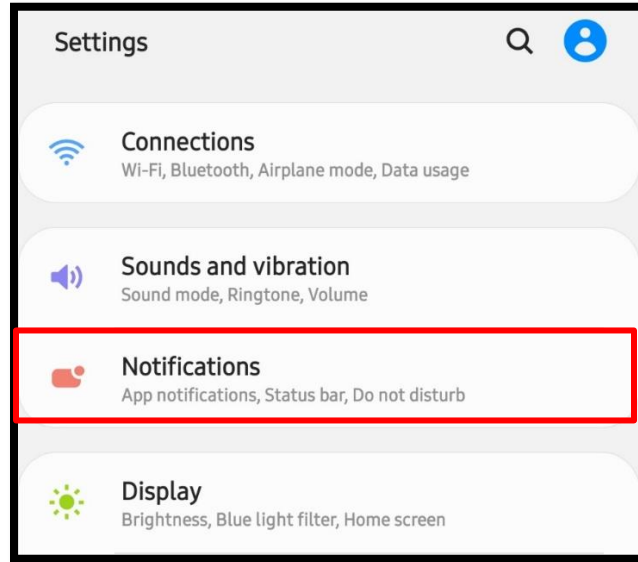 Settings
Connections
Wi-Fi, Bluetooth, Airplane mode, Data usage
Sounds and vibration
Sound mode, Ringtone, Volume
Notifications
App notifications, Status bar, Do not disturb
Display
Brightness, Blue light filter, Home screen